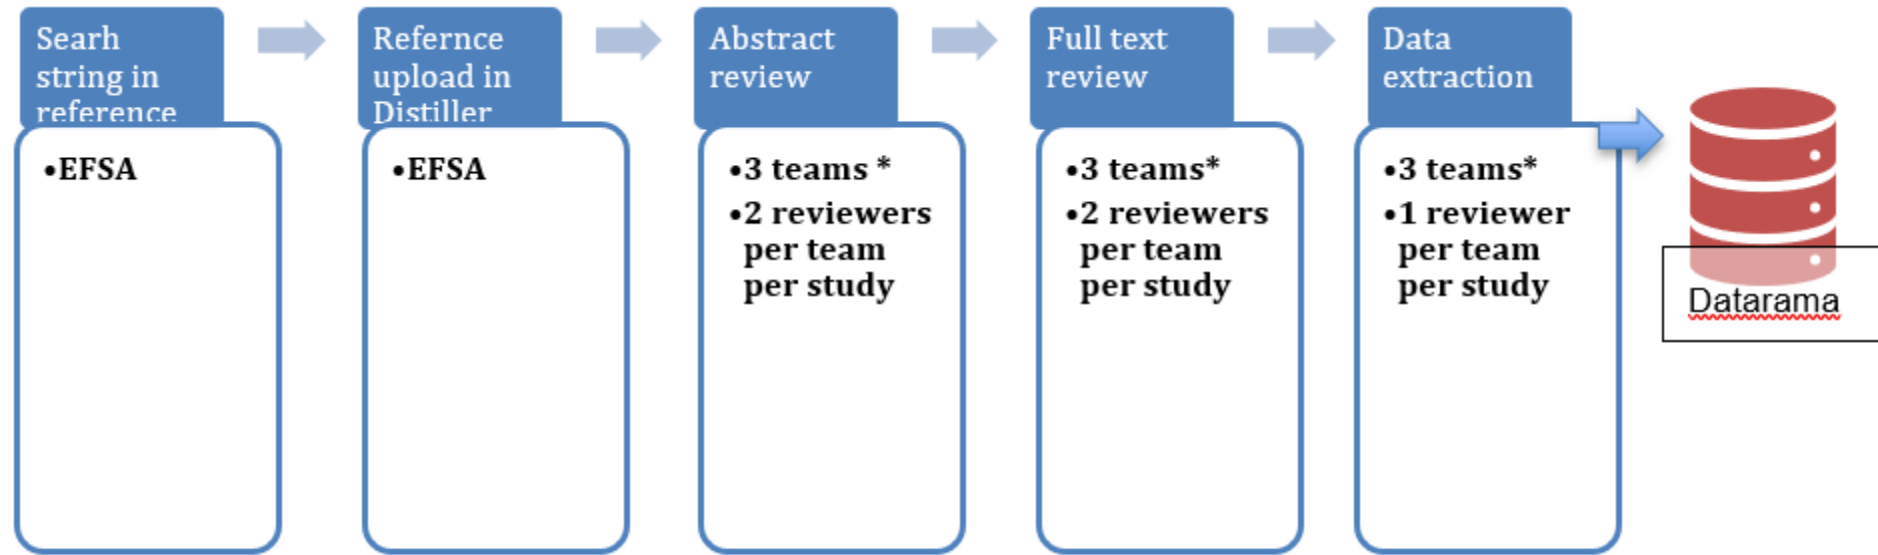 Searh
string in
reference
Refernce
upload in
Distiller
Abstract
review
Full text
review
Data
extraction
•EFSA
•EFSA
•3 teams *
•2 reviewers
per team
per study
•3 teams*
•2 reviewers
per team
per study
•3 teams*
•1 reviewer
per team
per study
Datarama